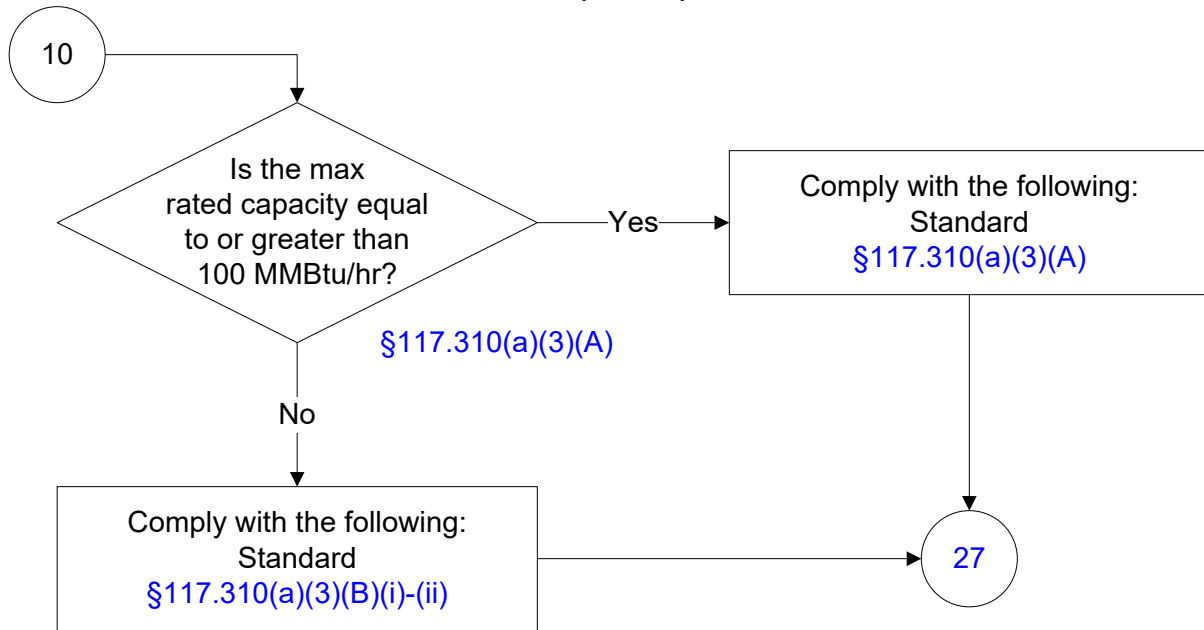 10
Is the max
rated capacity equal
to or greater than
100 MMBtu/hr?
Yes
Comply with the following:
Standard
§117.310(a)(3)(A)
§117.310(a)(3)(A)
No
Comply with the following:
Standard
§117.310(a)(3)(B)(i)-(ii)
27